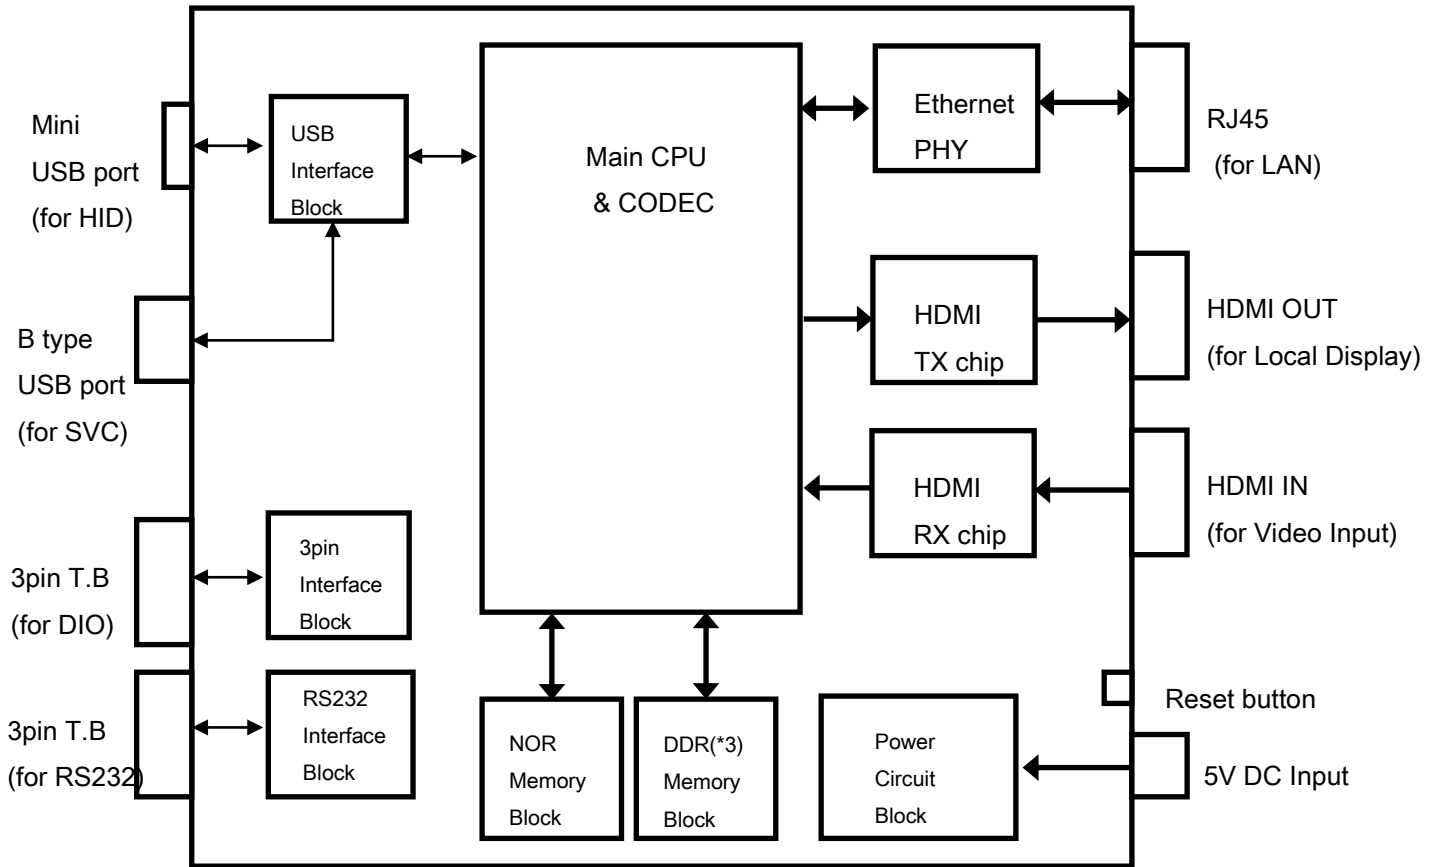 Mini
USB port
(for HID)
B type
USB port
(for SVC)
3pin T.B
(for DIO)
3pin T.B
(for RS232)
USB
Interface
Block
3pin
Interface
Block
RS232
Interface
Block
Main CPU
& CODEC
NOR
Memory
Block
DDR(*3)
Memory
Block
Ethernet
PHY
HDMI
TX chip
HDMI
RX chip
Power
Circuit
Block
RJ45
(for LAN)
HDMI OUT
(for Local Display)
HDMI IN
(for Video Input)
Reset button
5V DC Input